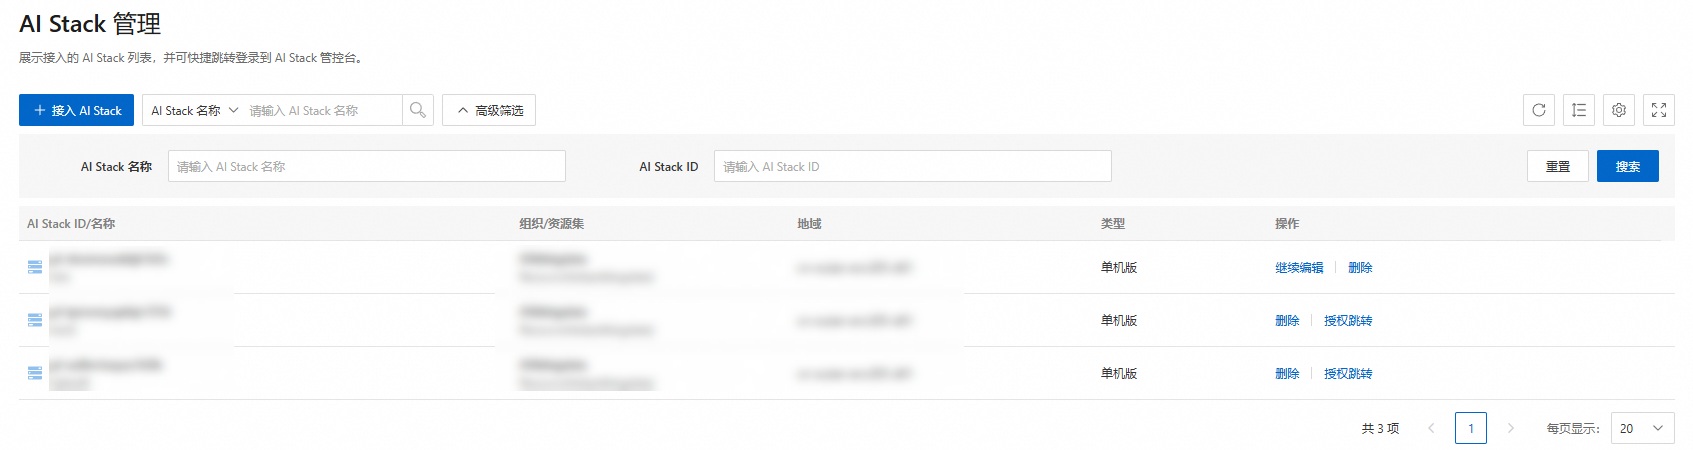 AI Stack 管理
展示接入的 AI Stack 列表，并可快捷跳转登录到 AI Stack 管控台。
接入 AI Stack AI Stack 名称 请输入 AI Stack 名称 高级筛选
AI Stack 名称 请输入 AI Stack 名称 AI Stack ID 请输入 AI Stack ID 重置 搜索
AI Stack ID/名称 组织/资源集 地域 类型 操作
单机版 继续编辑 删除
单机版 删除 授权跳转
单机版 删除 授权跳转
共 3 项 1 每页显示： 20